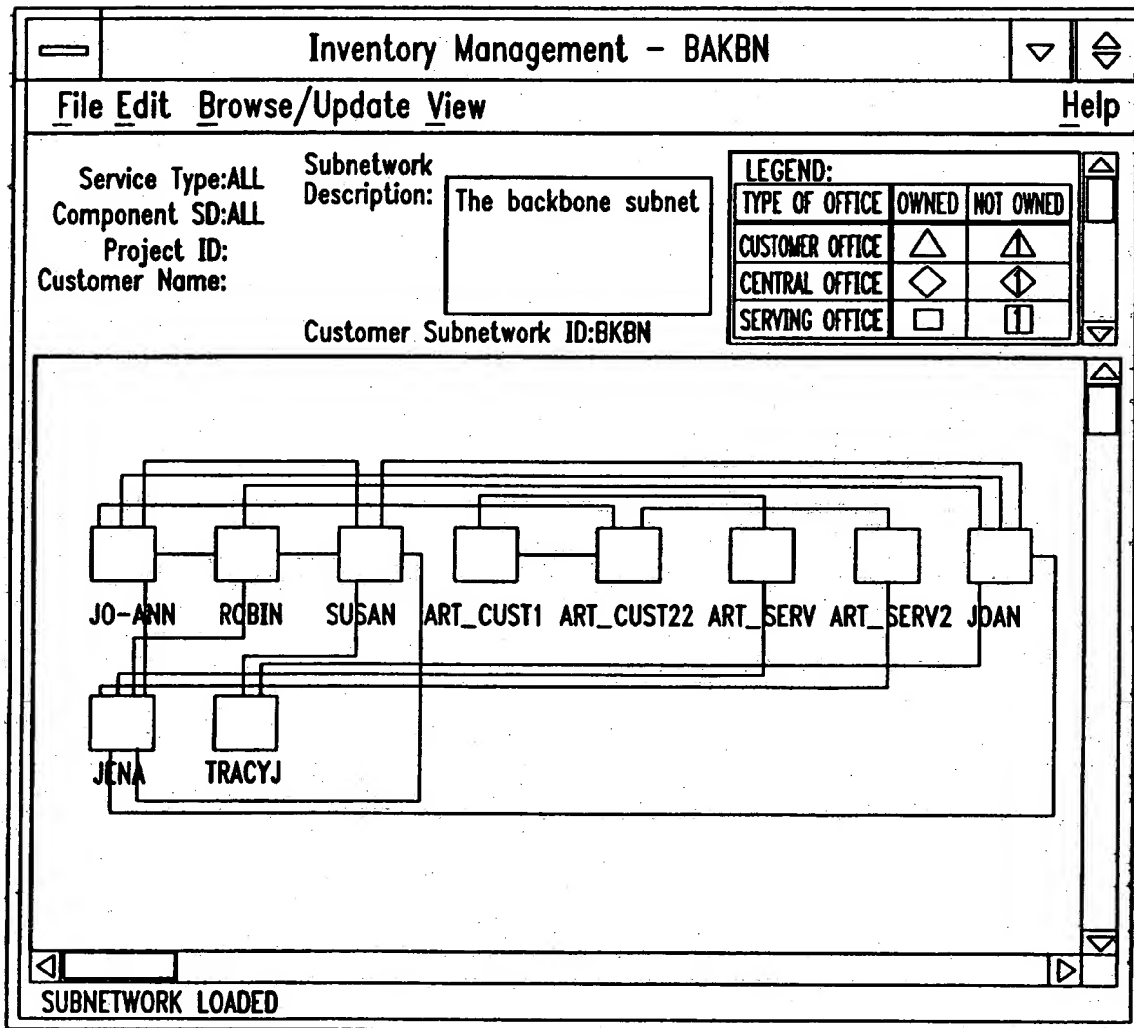 Inventory Management - BAKBN
File Edit Browse/Update View Help
Service Type:ALL
Component SD:ALL
Project ID:
Customer Name:
Subnetwork
Description:
The backbone subnet
Customer Subnetwork ID:BKBN
LEGEND:
TYPE OF OFFICE OWNED NOT OWNED
CUSTOMER OFFICE
CENTRAL OFFICE
SERVING OFFICE
JO-ANN ROBIN SUSAN ART_CUST1 ART_CUST22 ART_SERV ART_SERV2 JOAN
JENA TRACYJ
SUBNETWORK LOADED